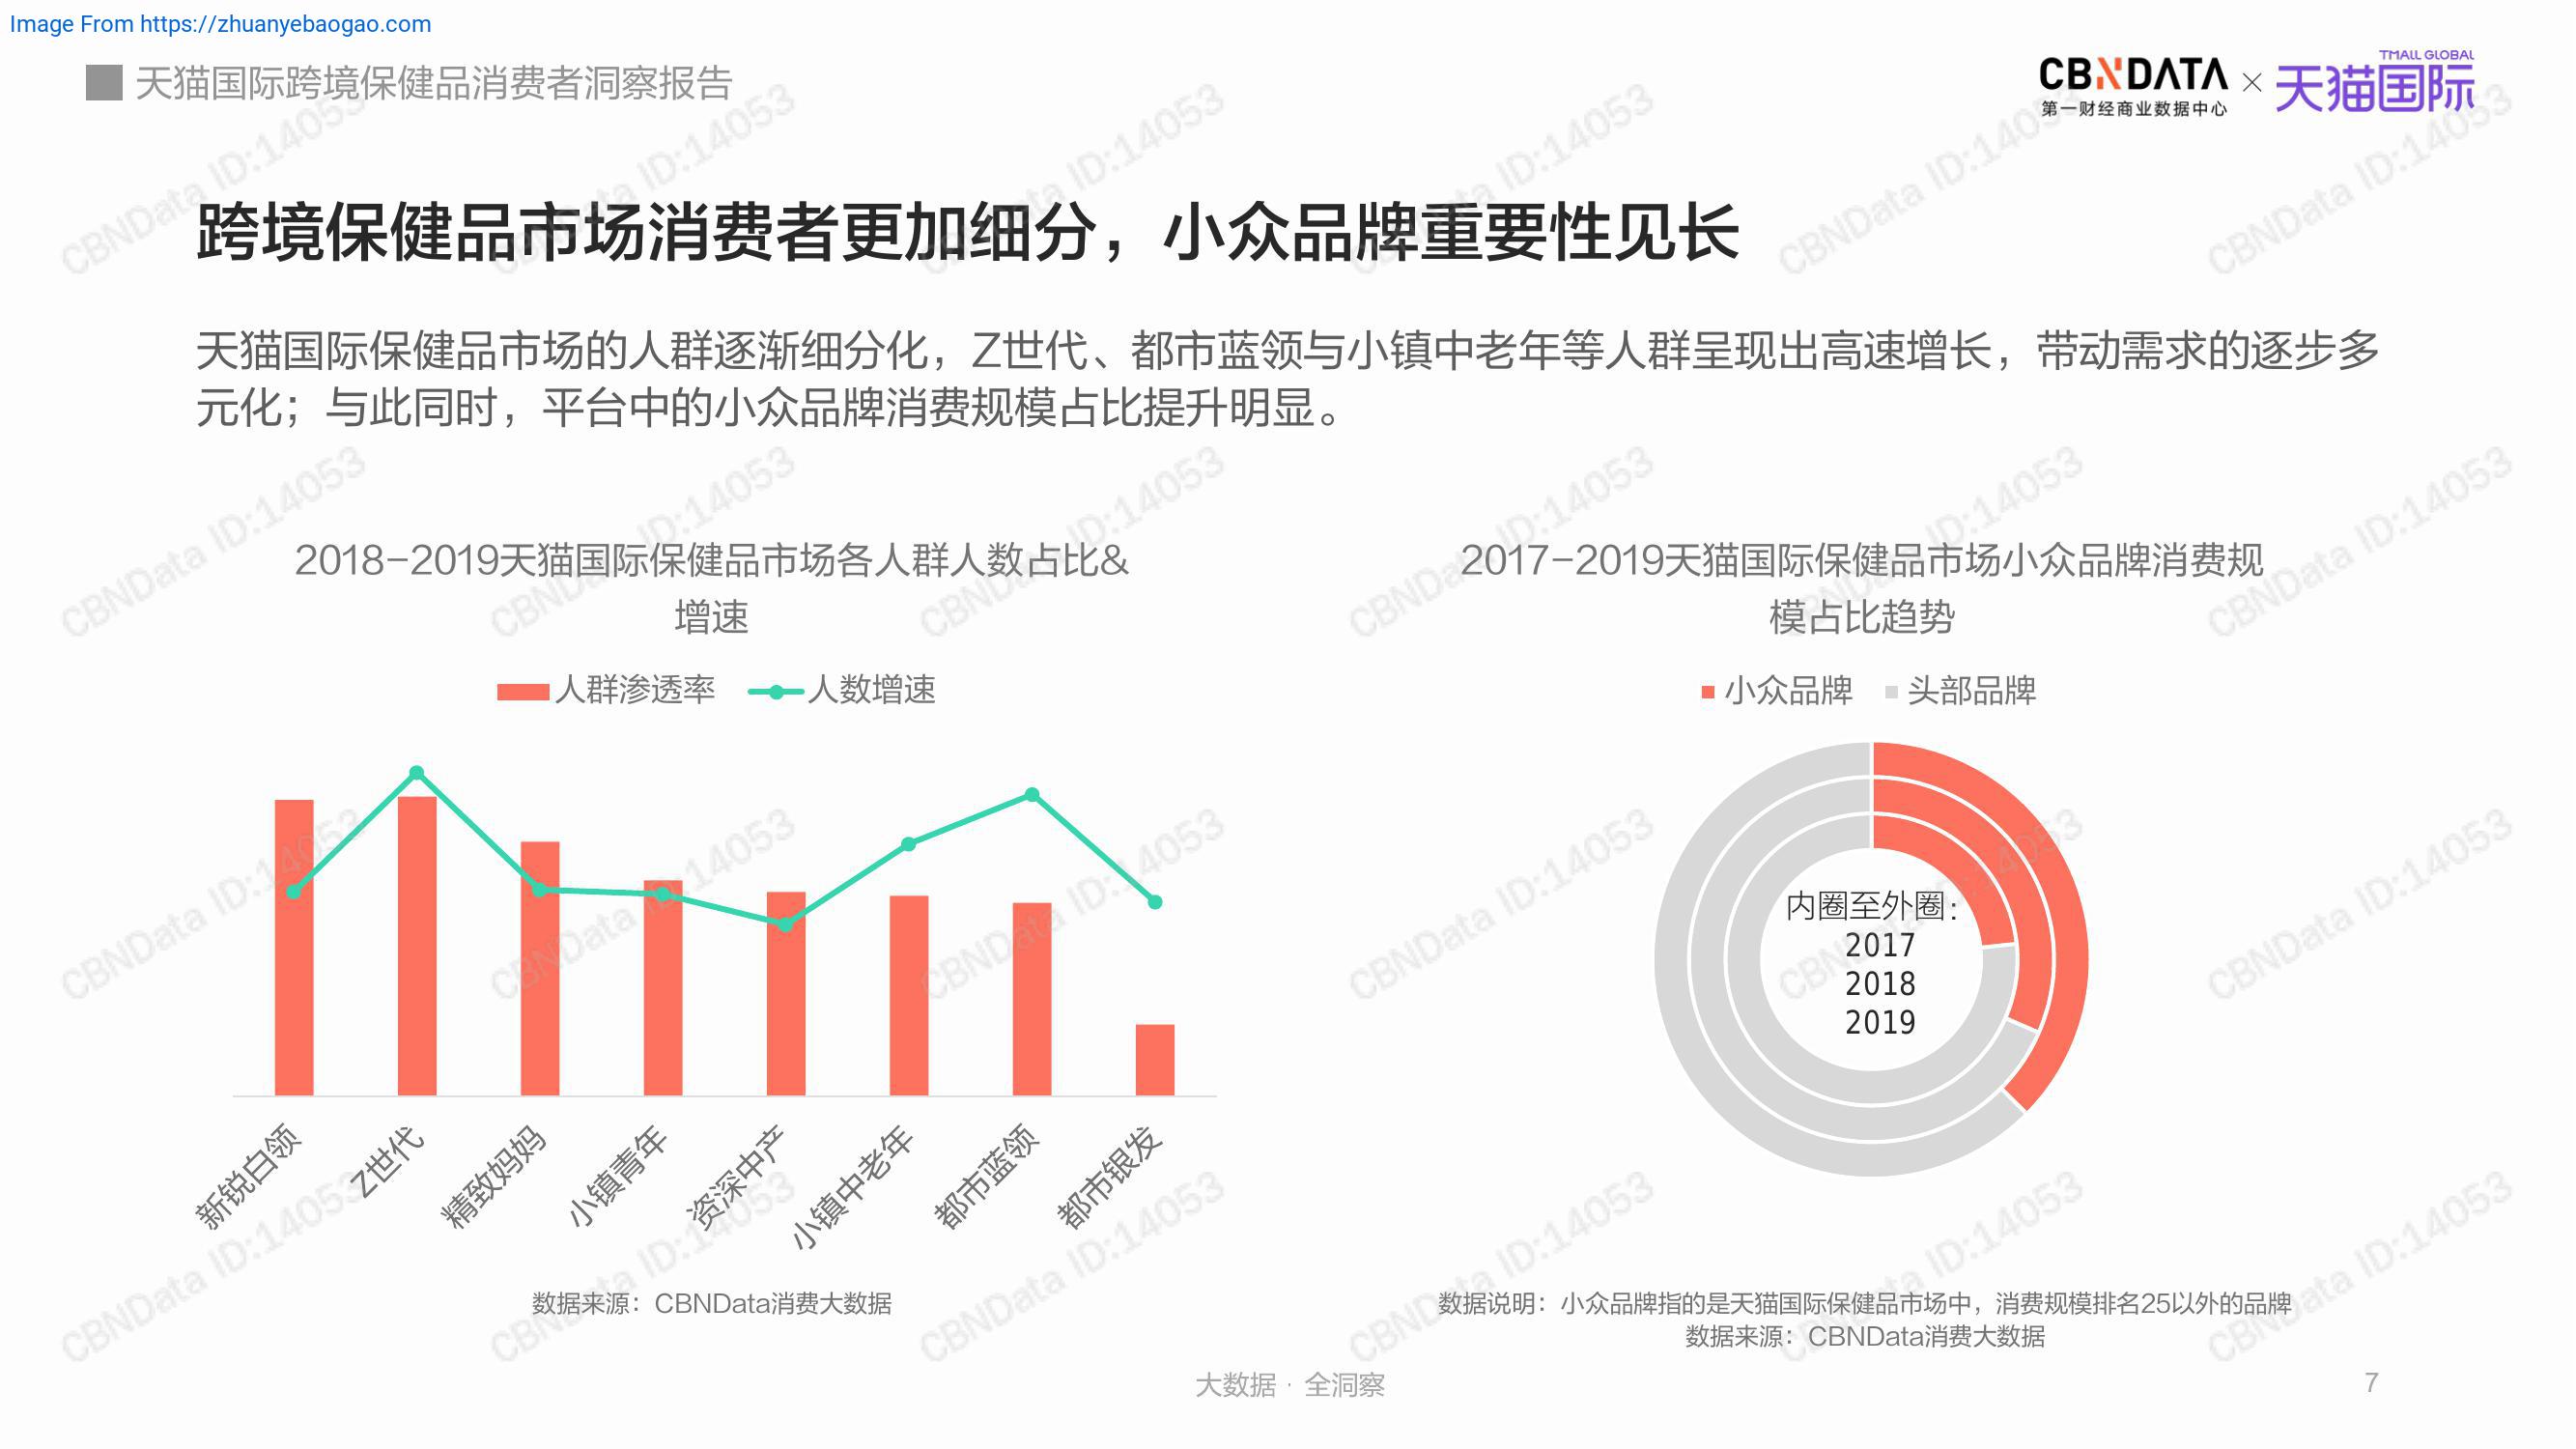 Image From https://zhuanyebaogao.com
天猫国际跨境保健品消费者洞察报告
CBNDATA
第一财经商业数据中心
×
TMALL GLOBAL
天猫国际
跨境保健品市场消费者更加细分，小众品牌重要性见长
天猫国际保健品市场的人群逐渐细分化，Z世代、都市蓝领与小镇中老年等人群呈现出高速增长，带动需求的逐步多
元化；与此同时，平台中的小众品牌消费规模占比提升明显。
2018-2019天猫国际保健品市场各人群人数占比&
增速
人群渗透率 人数增速
新锐白领
Z世代
精致妈妈
小镇青年
资深中产
小镇中老年
都市蓝领
都市银发
数据来源：CBNData消费大数据
2017-2019天猫国际保健品市场小众品牌消费规
模占比趋势
小众品牌 头部品牌
内圈至外圈：
2017
2018
2019
数据说明：小众品牌指的是天猫国际保健品市场中，消费规模排名25以外的品牌
数据来源：CBNData消费大数据
大数据 · 全洞察
7
CBNData ID:14053